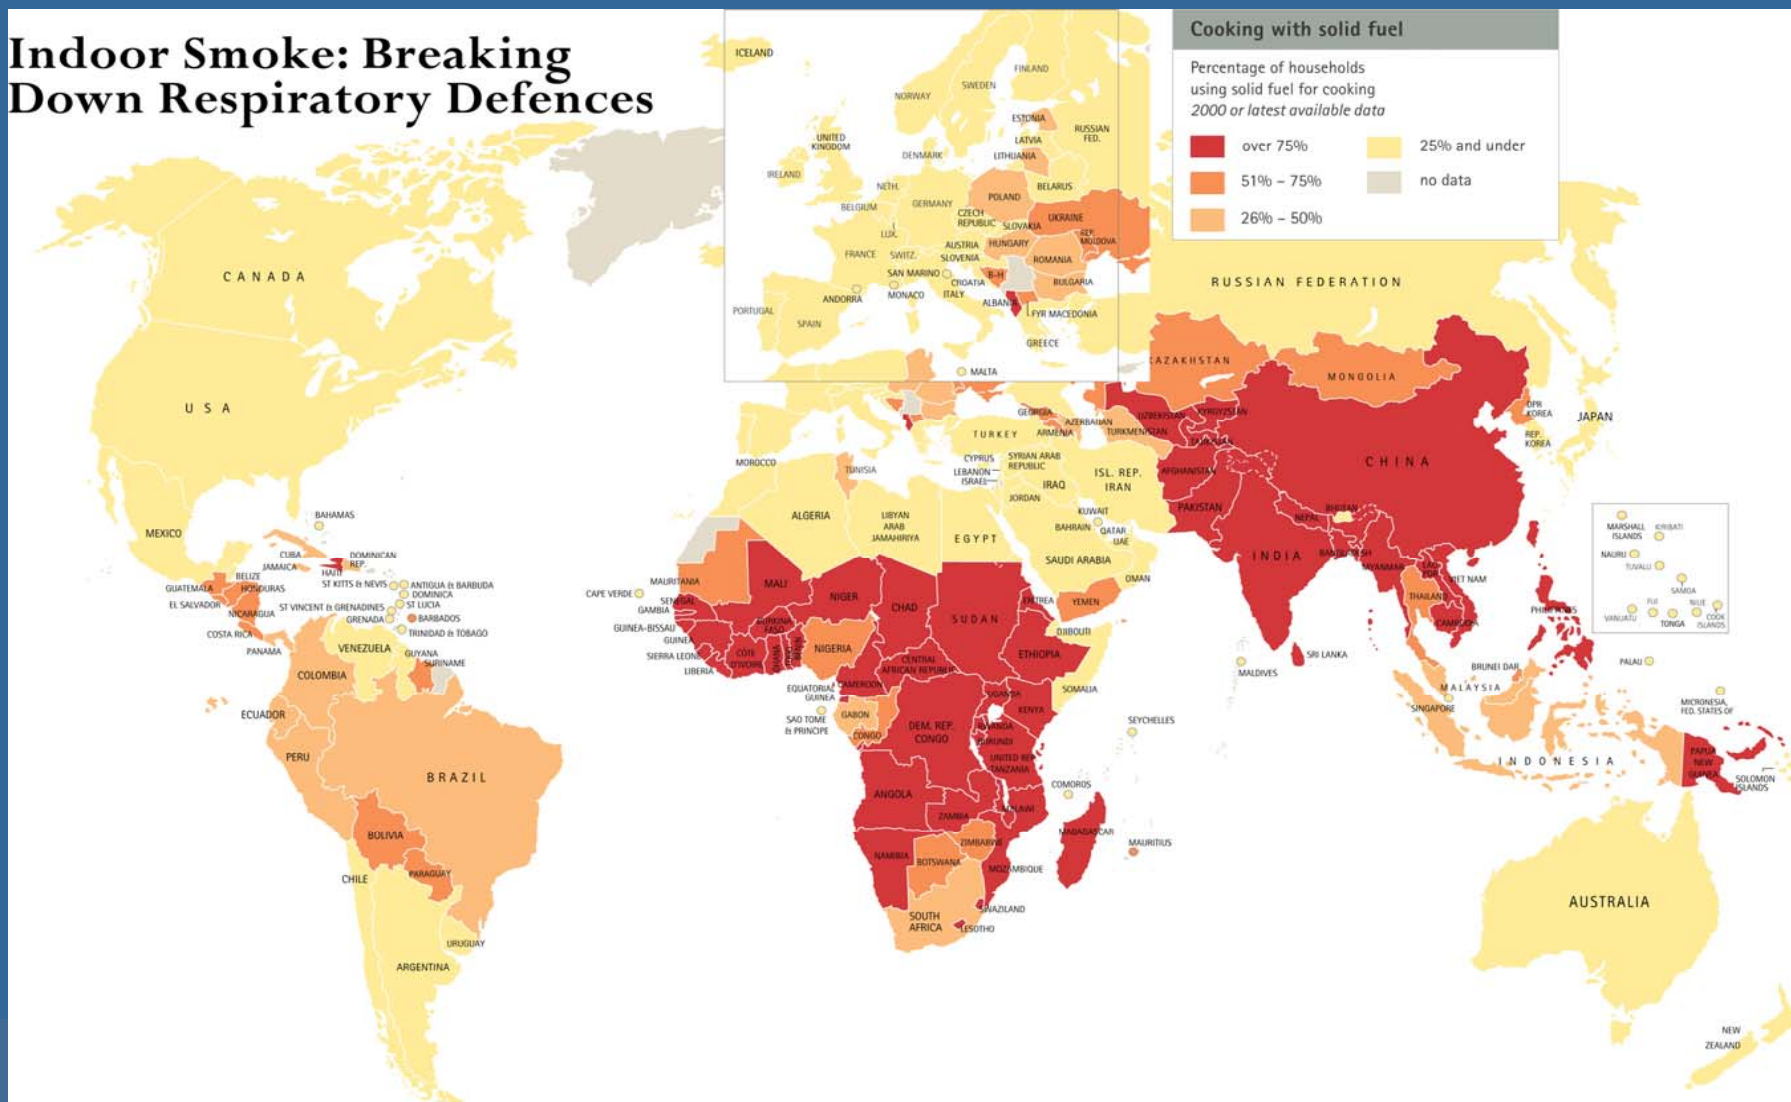 Indoor Smoke: Breaking
Down Respiratory Defences
Cooking with solid fuel
Percentage of households
using solid fuel for cooking
2000 or latest available data
over 75%
25% and under
51% – 75%
no data
26% – 50%
ICELAND
FINLAND
SWEDEN
NORWAY
ESTONIA
RUSSIAN
FED.
UNITED
KINGDOM
LATVIA
DENMARK
LITHUANIA
IRELAND
NETH.
BELARUS
BELGIUM
GERMANY
POLAND
CZECH
REPUBLIC
UKRAINE
SLOVAKIA
LUX.
REP.
MOLDOVA
AUSTRIA
HUNGARY
FRANCE
SWITZ.
SLOVENIA
ROMANIA
SAN MARINO
B-H
CROATIA
BULGARIA
ANDORRA
MONACO
ITALY
ALBANIA
PORTUGAL
FYR MACEDONIA
SPAIN
GREECE
MALTA
CANADA
USA
MEXICO
BAHAMAS
CUBA
DOMINICAN
REP.
JAMAICA
HAITI
BELIZE
ST KITTS & NEVIS
ANTIGUA & BARBUDA
GUATEMALA
HONDURAS
DOMINICA
EL SALVADOR
ST VINCENT & GRENADINES
ST LUCIA
NICARAGUA
GRENADA
BARBADOS
COSTA RICA
TRINIDAD & TOBAGO
PANAMA
VENEZUELA
GUYANA
SURINAME
COLOMBIA
ECUADOR
PERU
BRAZIL
BOLIVIA
PARAGUAY
CHILE
URUGUAY
ARGENTINA
RUSSIAN FEDERATION
KAZAKHSTAN
MONGOLIA
GEORGIA
AZERBAIJAN
ARMENIA
UZBEKISTAN
KYRGYZSTAN
TURKMENISTAN
TAJIKISTAN
TURKEY
DPR
KOREA
JAPAN
REP.
KOREA
CHINA
MOROCCO
TUNISIA
CYPRUS
LEBANON
ISRAEL
SYRIAN ARAB
REPUBLIC
IRAQ
JORDAN
ISL. REP.
IRAN
AFGHANISTAN
PAKISTAN
KUWAIT
BAHRAIN
QATAR
UAE
SAUDI ARABIA
OMAN
YEMEN
ALGERIA
LIBYAN
ARAB
JAMAHIRIYA
EGYPT
NEPAL
BHUTAN
INDIA
BANGLADESH
MYANMAR
LAO
PDR
VIET NAM
THAILAND
CAMBODIA
PHILIPPINES
SRI LANKA
MALDIVES
BRUNEI DAR.
MALAYSIA
SINGAPORE
INDONESIA
CAPE VERDE
MAURITANIA
MALI
NIGER
CHAD
SUDAN
ERITREA
DJIBOUTI
SENEGAL
GAMBIA
GUINEA-BISSAU
GUINEA
SIERRA LEONE
LIBERIA
BURKINA
FASO
CÔTE
D'IVOIRE
GHANA
TOGO
BENIN
NIGERIA
CENTRAL
AFRICAN REPUBLIC
ETHIOPIA
SOMALIA
CAMEROON
EQUATORIAL
GUINEA
SAO TOME
& PRINCIPE
GABON
CONGO
DEM. REP.
CONGO
UGANDA
KENYA
RWANDA
BURUNDI
UNITED REP.
TANZANIA
SEYCHELLES
COMOROS
ANGOLA
ZAMBIA
MALAWI
MADAGASCAR
MAURITIUS
NAMIBIA
ZIMBABWE
BOTSWANA
MOZAMBIQUE
SWAZILAND
SOUTH
AFRICA
LESOTHO
MARSHALL
ISLANDS
KIRIBATI
NAURU
TUVALU
SAMOA
FIJI
NIUE
VANUATU
TONGA
COOK
ISLANDS
PALAU
MICRONESIA,
FED. STATES OF
PAPUA
NEW
GUINEA
SOLOMON
ISLANDS
AUSTRALIA
NEW
ZEALAND